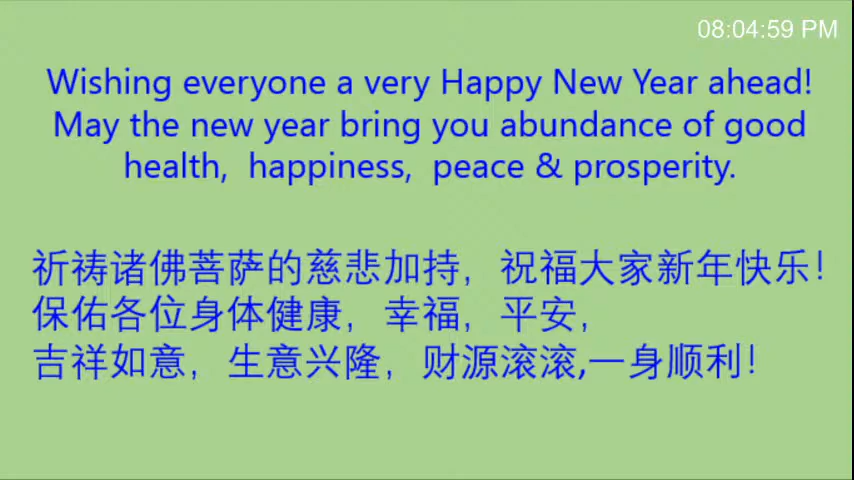 08:04:59 PM
Wishing everyone a very Happy New Year ahead!
May the new year bring you abundance of good
health, happiness, peace & prosperity.
祈祷诸佛菩萨的慈悲加持，祝福大家新年快乐！
保佑各位身体健康，幸福，平安，
吉祥如意，生意兴隆，财源滚滚,一身顺利！